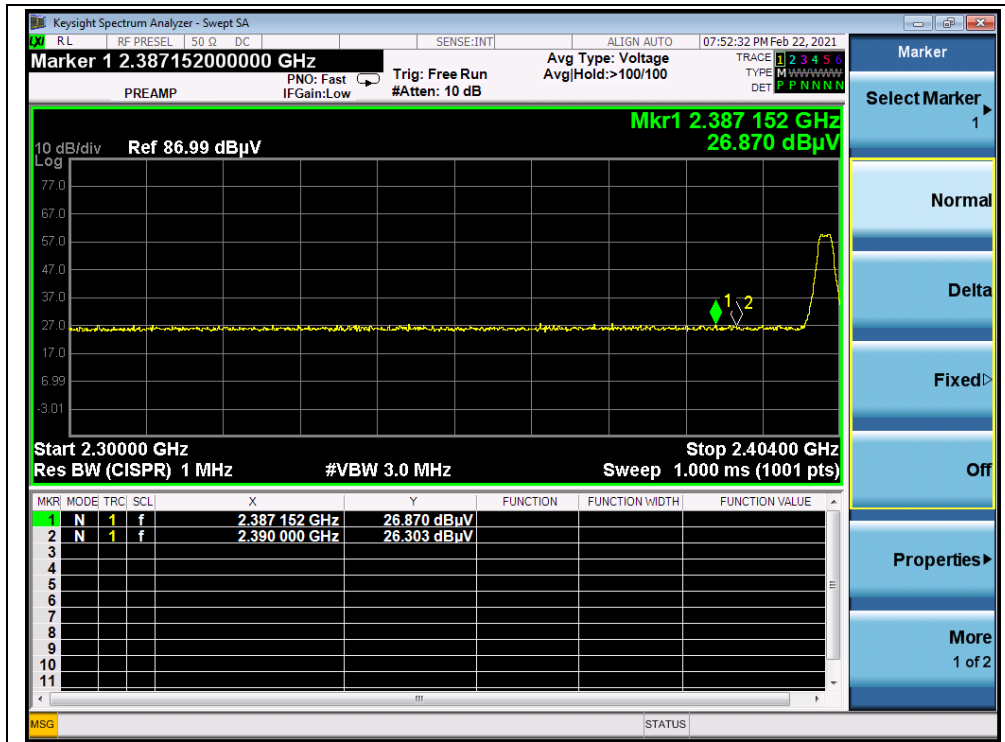 Keysight Spectrum Analyzer - Swept SA
LXI RL RF PRESEL 50 Ω DC SENSE:INT ALIGN AUTO 07:52:32 PM Feb 22, 2021
Marker 1 2.387152000000 GHz
Avg Type: Voltage
TRACE 1 2 3 4 5 6
PREAMP
PNO: Fast
IFGain:Low
Trig: Free Run
#Atten: 10 dB
Avg|Hold:>100/100
TYPE M W W W W W
DET P P N N N N
Mkr1 2.387 152 GHz
26.870 dBµV
10 dB/div Ref 86.99 dBµV
Log
77.0
67.0
57.0
47.0
37.0
27.0
17.0
6.99
-3.01
1
2
Start 2.30000 GHz Stop 2.40400 GHz
Res BW (CISPR) 1 MHz #VBW 3.0 MHz Sweep 1.000 ms (1001 pts)
MKR MODE TRC SCL X Y FUNCTION FUNCTION WIDTH FUNCTION VALUE
1 N 1 f 2.387 152 GHz 26.870 dBµV
2 N 1 f 2.390 000 GHz 26.303 dBµV
3
4
5
6
7
8
9
10
11
MSG STATUS
Marker
Select Marker
1
Normal
Delta
Fixed
Off
Properties
More
1 of 2